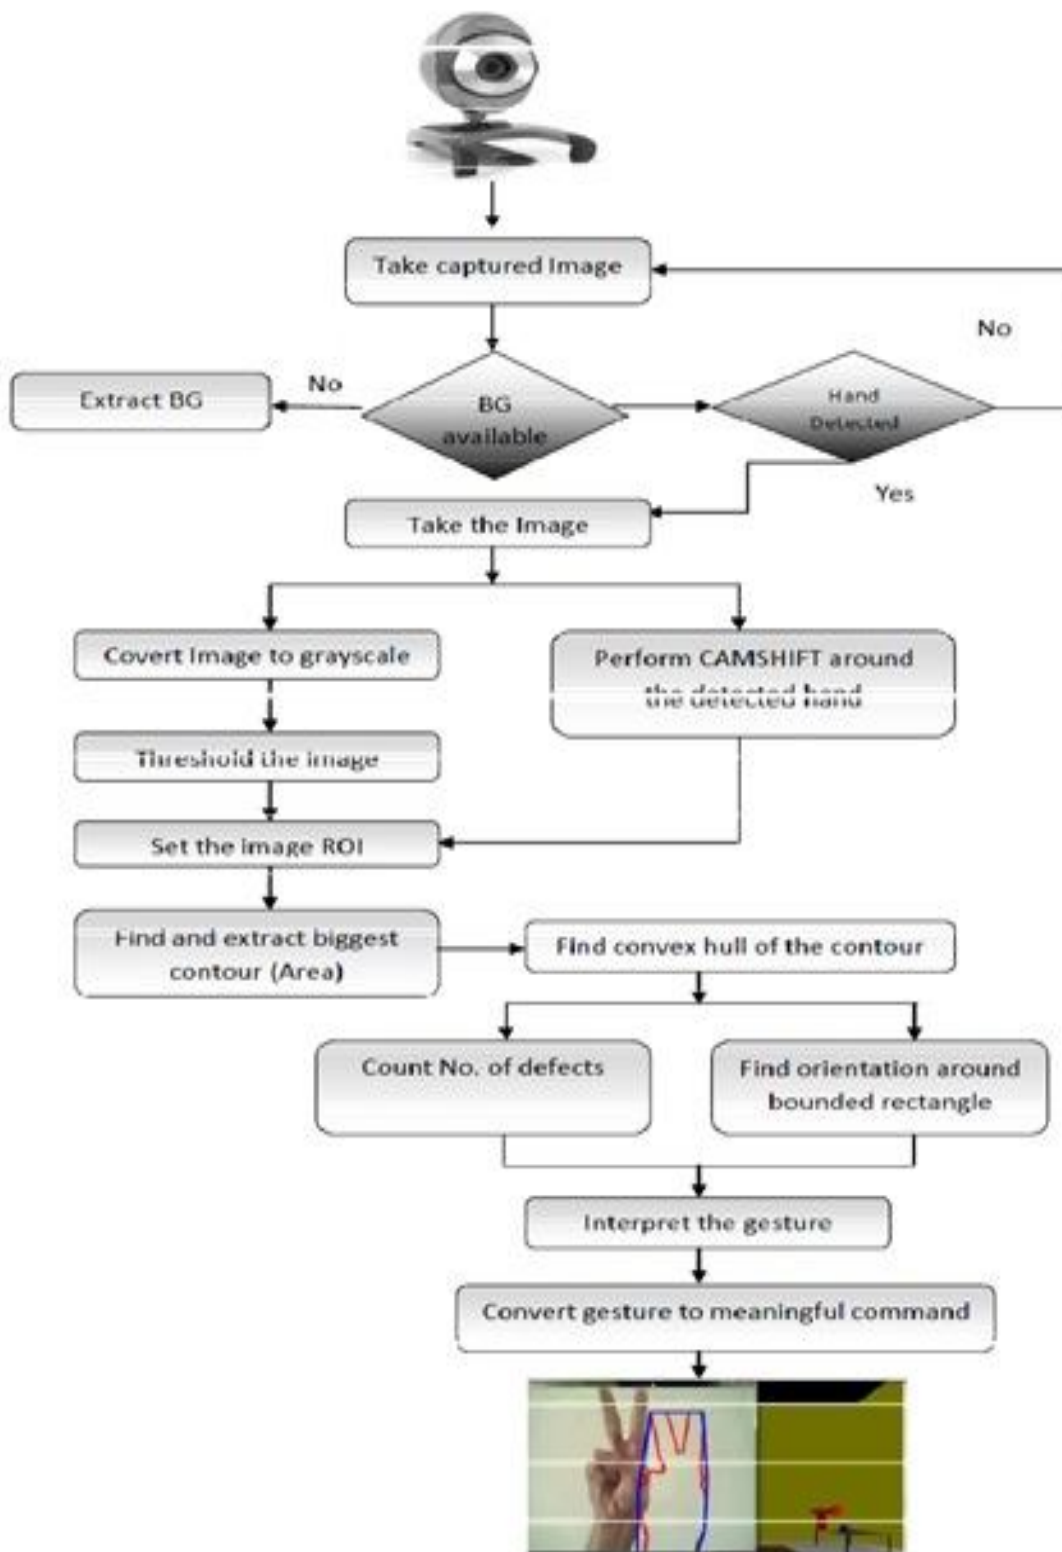 Take captured Image
No
No
Extract BG
BG
available
Hand
Detected
Yes
Take the Image
Covert Image to grayscale
Perform CAMSHIFT around
the detected hand
Threshold the image
Set the image ROI
Find and extract biggest
contour (Area)
Find convex hull of the contour
Count No. of defects
Find orientation around
bounded rectangle
Interpret the gesture
Convert gesture to meaningful command